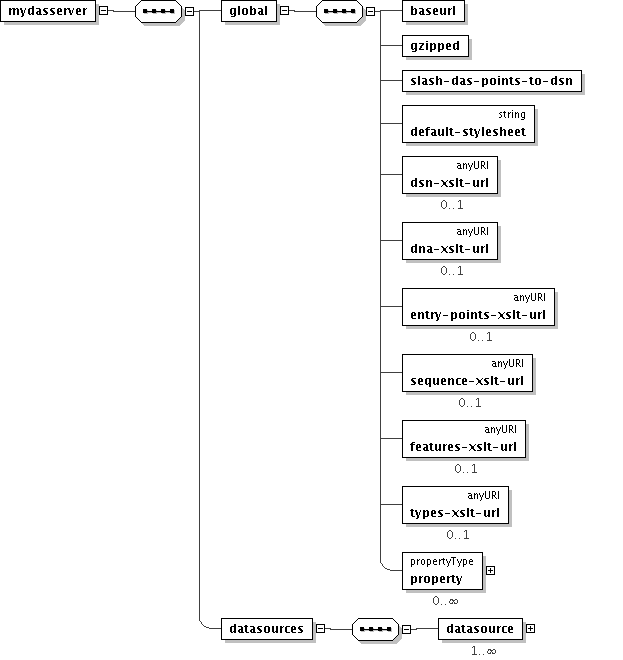 mydasserver
global
baseurl
gzipped
slash-das-points-to-dsn
string
default-stylesheet
anyURI
dsn-xslt-url
0..1
anyURI
dna-xslt-url
0..1
anyURI
entry-points-xslt-url
0..1
anyURI
sequence-xslt-url
0..1
anyURI
features-xslt-url
0..1
anyURI
types-xslt-url
0..1
propertyType
property
0..∞
datasources
datasource
1..∞